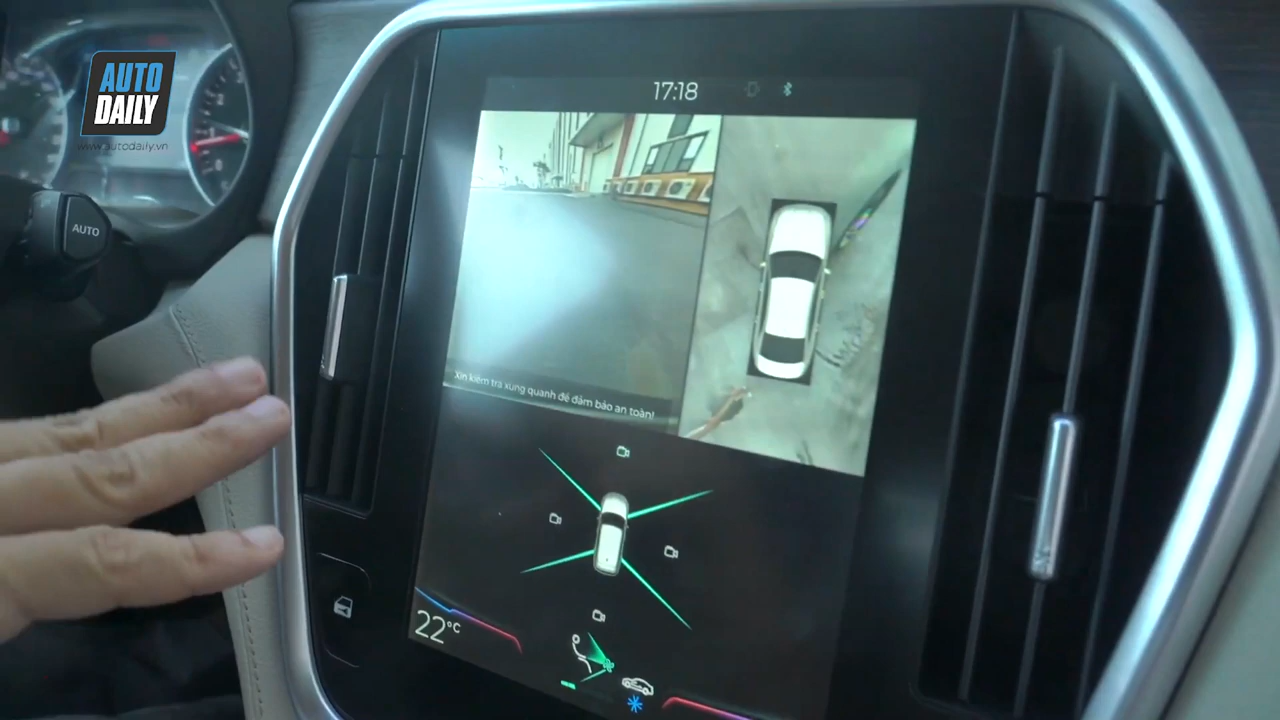 AUTO
DAILY
www.autodaily.vn
17:18
AUTO
Xin kiểm tra xung quanh để đảm bảo an toàn!
22°C